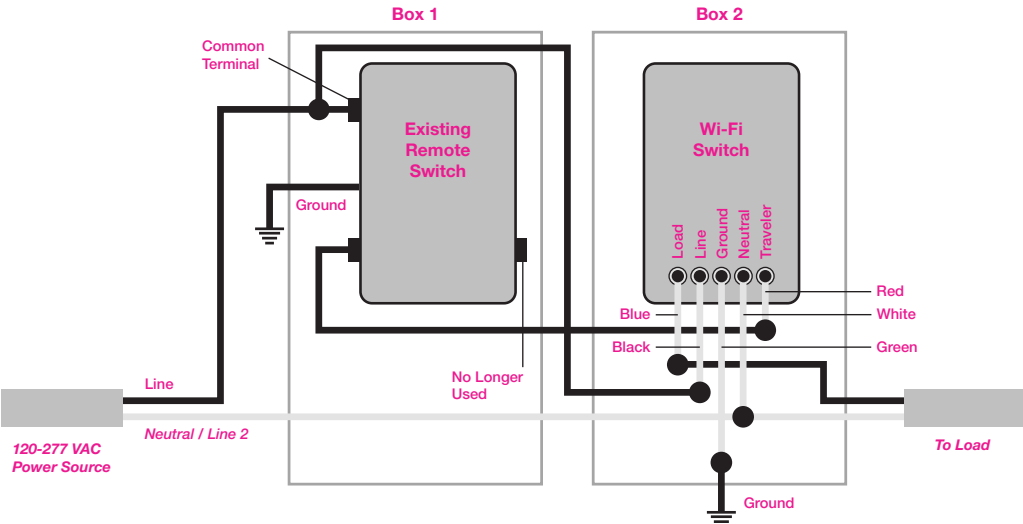 Box 1
Box 2
Common
Terminal
Existing
Remote
Switch
Wi-Fi
Switch
Ground
Load
Line
Ground
Neutral
Traveler
Red
Blue
White
Black
Green
No Longer
Used
Line
Neutral / Line 2
120-277 VAC
Power Source
To Load
Ground